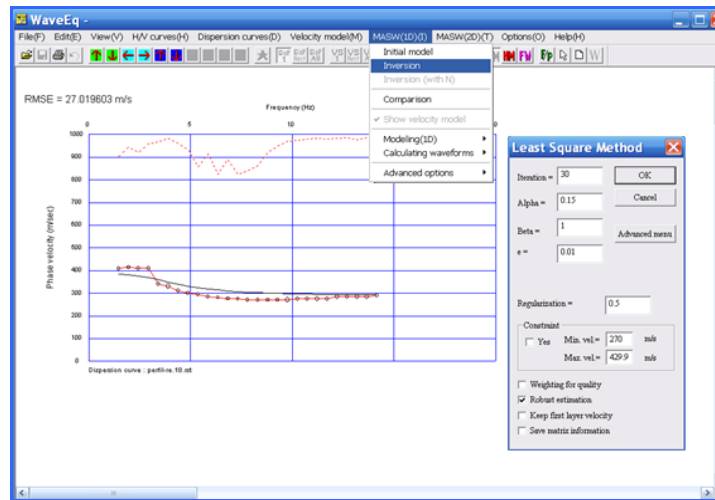 WaveEq -
File(F) Edit(E) View(V) H/V curves(H) Dispersion curves(D) Velocity model(M) MASW(1D)(I) MASW(2D)(T) Options(O) Help(H)
Initial model
Inversion
Inversion (with N)
Comparison
Show velocity model
Modeling(1D)
Calculating waveforms
Advanced options
RMSE = 27.019603 m/s
Frequency (Hz)
0 5 10
1000
900
800
700
600
500
400
300
200
100
0
Phase velocity (m/sec)
Dispersion curve : perfil-re.18.rst
Least Square Method
Iteration = 30 OK
Alpha = 0.15 Cancel
Beta = 1 Advanced menu
e = 0.01
Regularization = 0.5
Constraint
Yes Min. vel.= 270 m/s
Max. vel.= 429.9 m/s
Weighting for quality
Robust estimation
Keep first layer velocity
Save matrix information